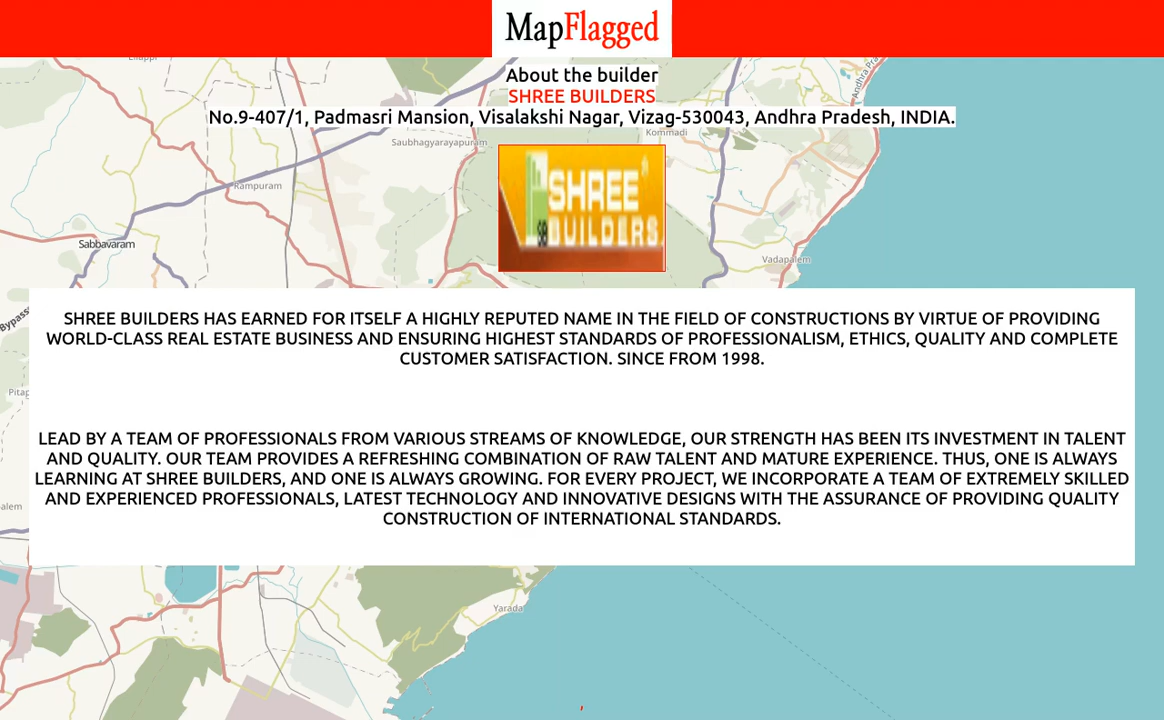 MapFlagged
About the builder
SHREE BUILDERS
No.9-407/1, Padmasri Mansion, Visalakshi Nagar, Vizag-530043, Andhra Pradesh, INDIA.
Kommadi
Saubhagyarayapuram
Rampuram
SHREE
BUILDERS
Sabbavaram
Vadapalem
SHREE BUILDERS HAS EARNED FOR ITSELF A HIGHLY REPUTED NAME IN THE FIELD OF CONSTRUCTIONS BY VIRTUE OF PROVIDING
WORLD-CLASS REAL ESTATE BUSINESS AND ENSURING HIGHEST STANDARDS OF PROFESSIONALISM, ETHICS, QUALITY AND COMPLETE
CUSTOMER SATISFACTION. SINCE FROM 1998.
LEAD BY A TEAM OF PROFESSIONALS FROM VARIOUS STREAMS OF KNOWLEDGE, OUR STRENGTH HAS BEEN ITS INVESTMENT IN TALENT
AND QUALITY. OUR TEAM PROVIDES A REFRESHING COMBINATION OF RAW TALENT AND MATURE EXPERIENCE. THUS, ONE IS ALWAYS
LEARNING AT SHREE BUILDERS, AND ONE IS ALWAYS GROWING. FOR EVERY PROJECT, WE INCORPORATE A TEAM OF EXTREMELY SKILLED
AND EXPERIENCED PROFESSIONALS, LATEST TECHNOLOGY AND INNOVATIVE DESIGNS WITH THE ASSURANCE OF PROVIDING QUALITY
CONSTRUCTION OF INTERNATIONAL STANDARDS.
Yarada